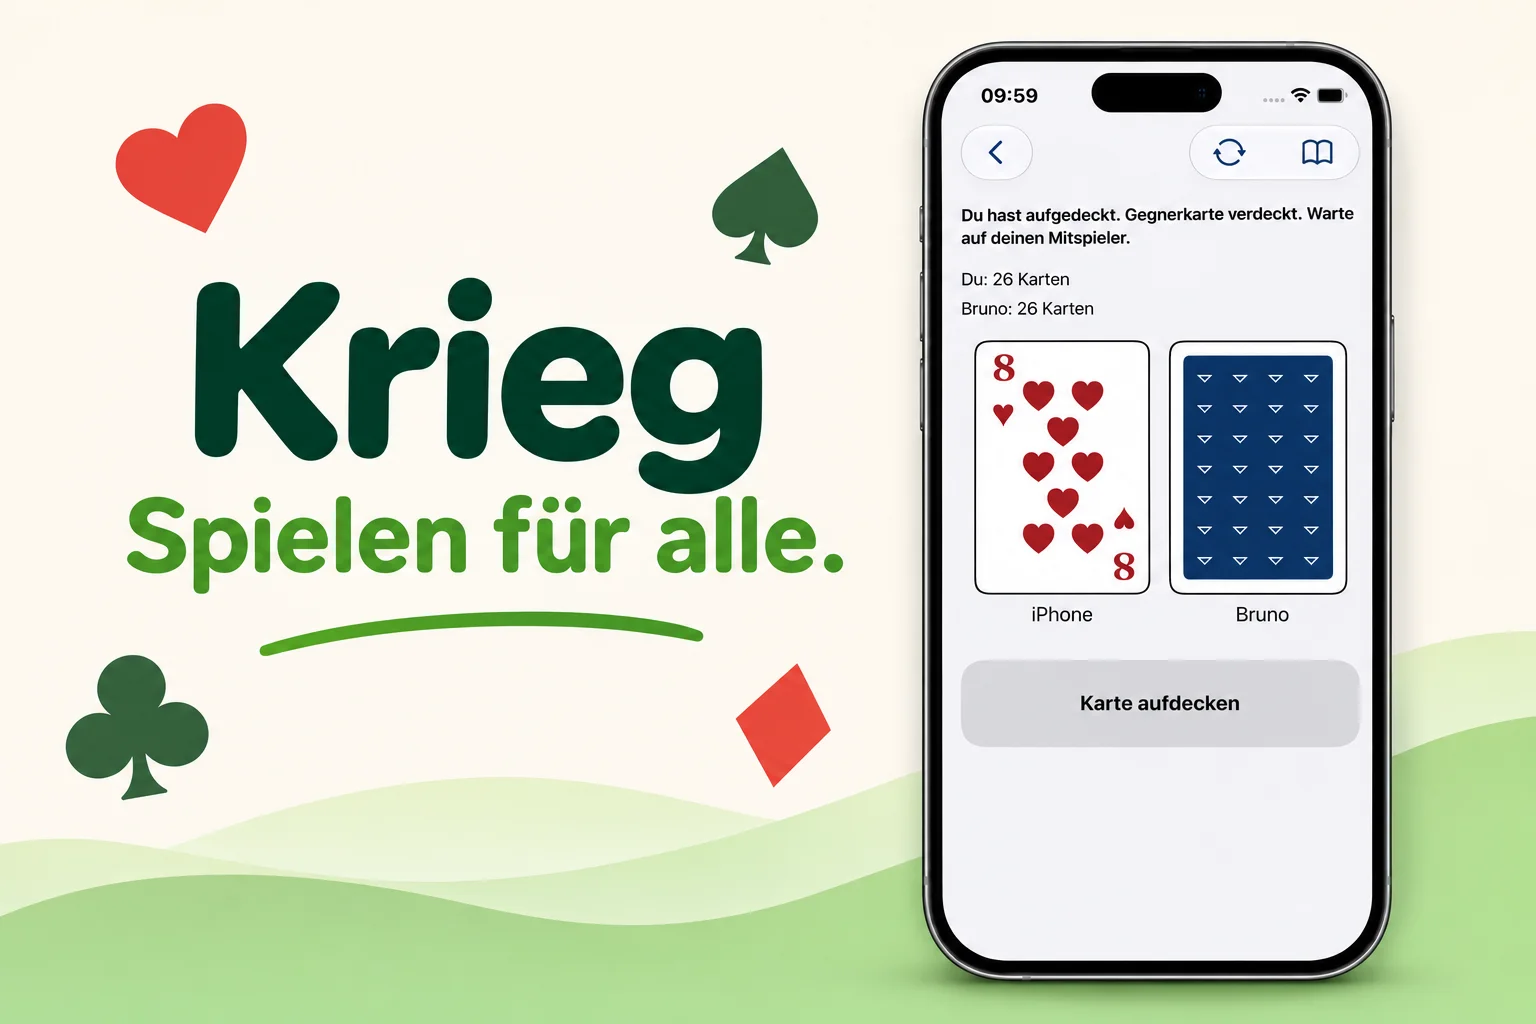 Krieg
Spielen für alle.
09:59
Du hast aufgedeckt. Gegnerkarte verdeckt. Warte
auf deinen Mitspieler.
Du: 26 Karten
Bruno: 26 Karten
8
8
iPhone
Bruno
Karte aufdecken